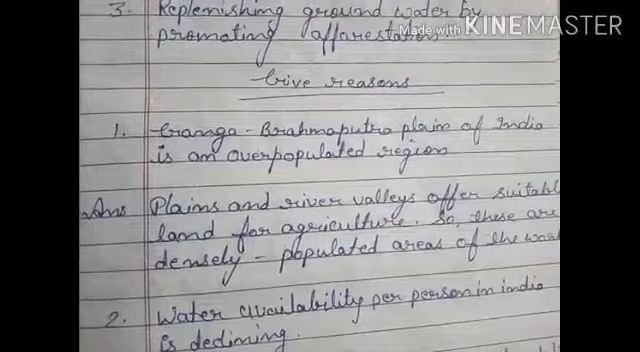 3. Replenishing ground water by
promoting afforestation.
Made with KINEMASTER
Give reasons
1. Ganga - Brahmaputra plain of India
is an overpopulated region
Ans Plains and river valleys offer suitabl
land for agriculture. So, these are
densely - populated areas of the worl
2. Water availability per person in india
is declining.